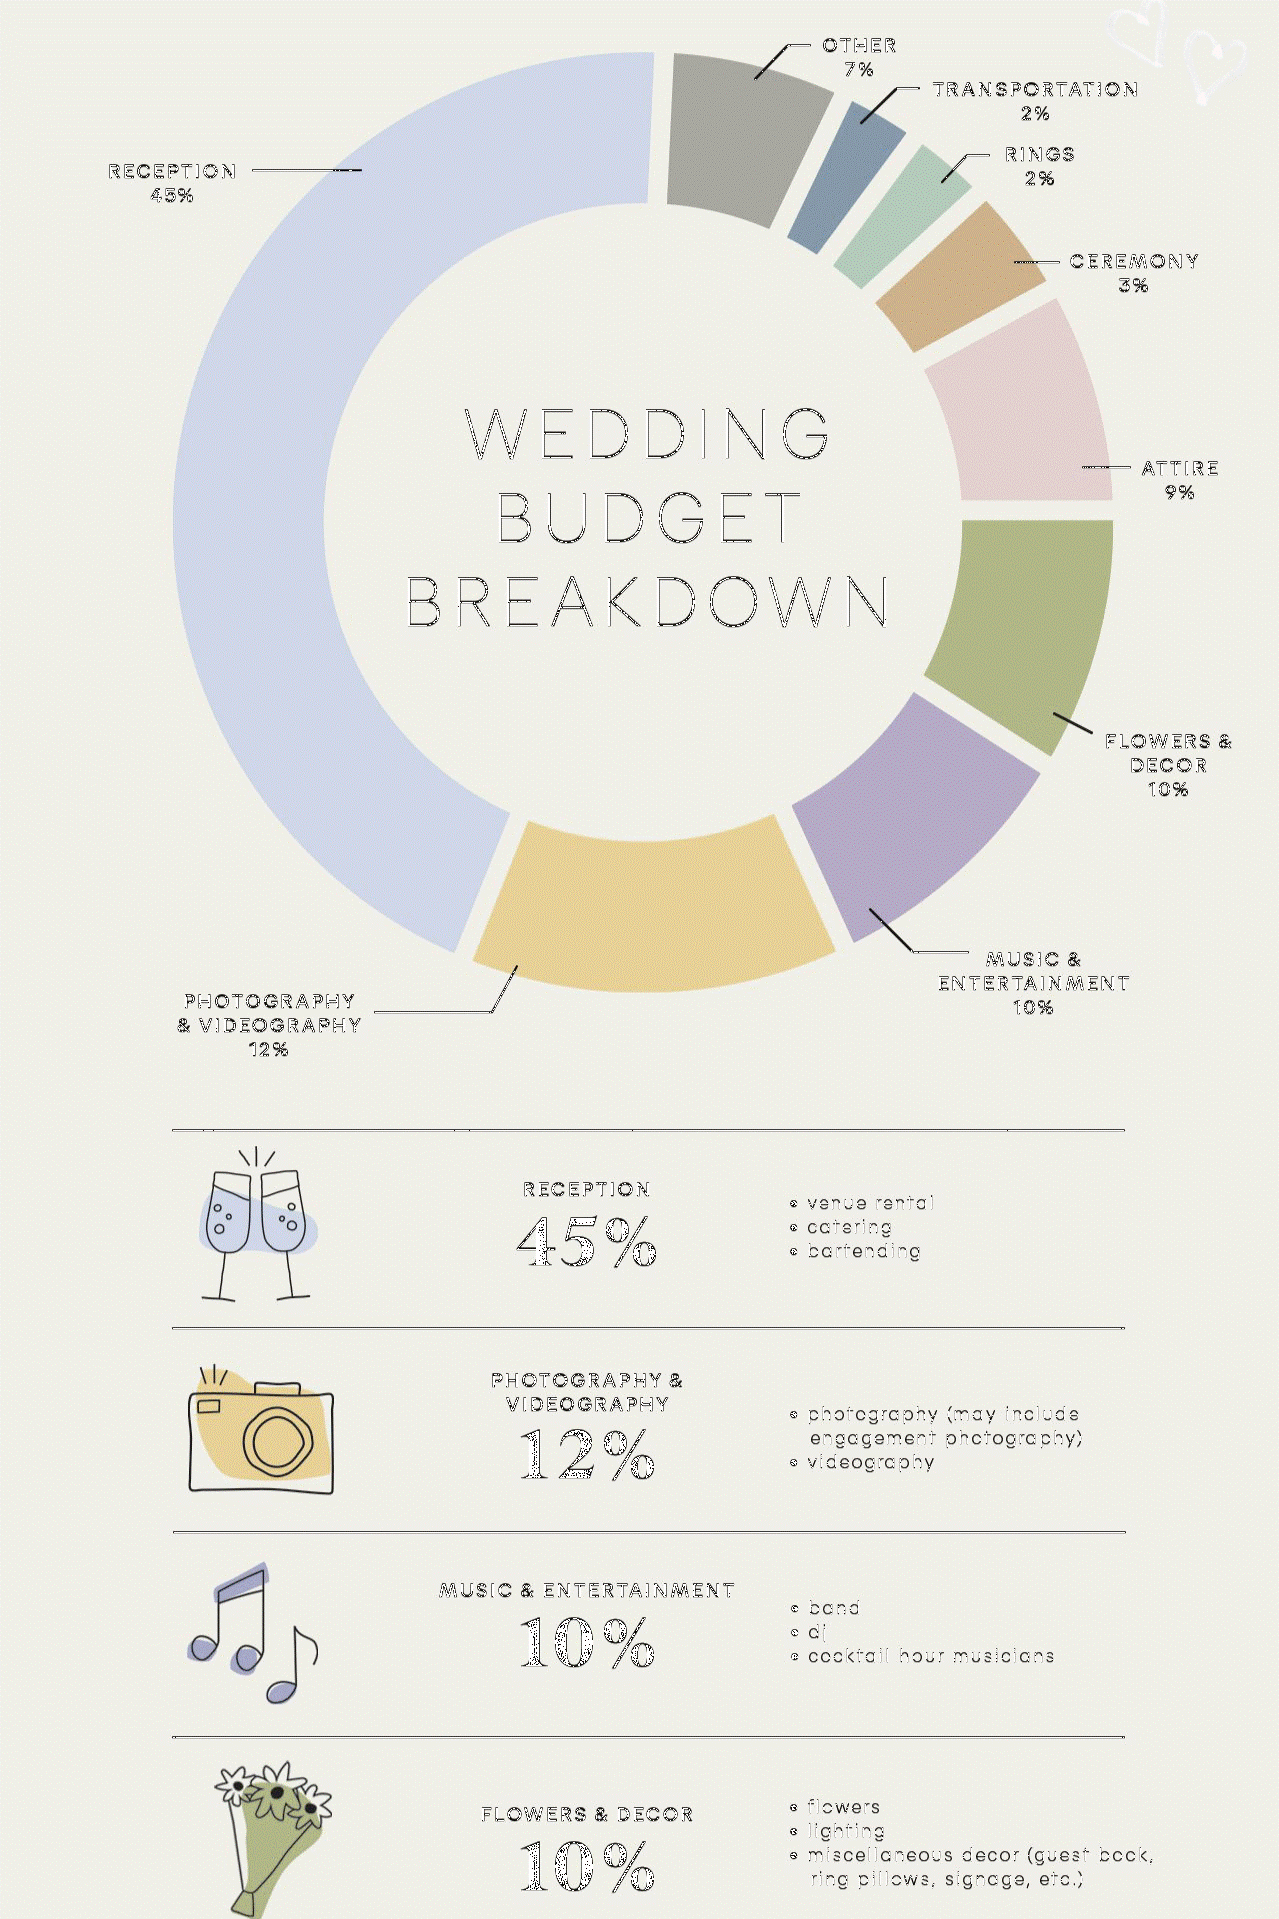 OTHER
7%
TRANSPORTATION
2%
RINGS
2%
RECEPTION
45%
CEREMONY
3%
WEDDING
BUDGET
BREAKDOWN
ATTIRE
9%
FLOWERS &
DECOR
10%
MUSIC &
ENTERTAINMENT
10%
PHOTOGRAPHY
& VIDEOGRAPHY
12%
RECEPTION
45%
• venue rental
• catering
• bartending
PHOTOGRAPHY &
VIDEOGRAPHY
12%
• photography (may include
engagement photography)
• videography
MUSIC & ENTERTAINMENT
10%
• band
• dj
• cocktail hour musicians
FLOWERS & DECOR
10%
• flowers
• lighting
• miscellaneous decor (guest book,
ring pillows, signage, etc.)